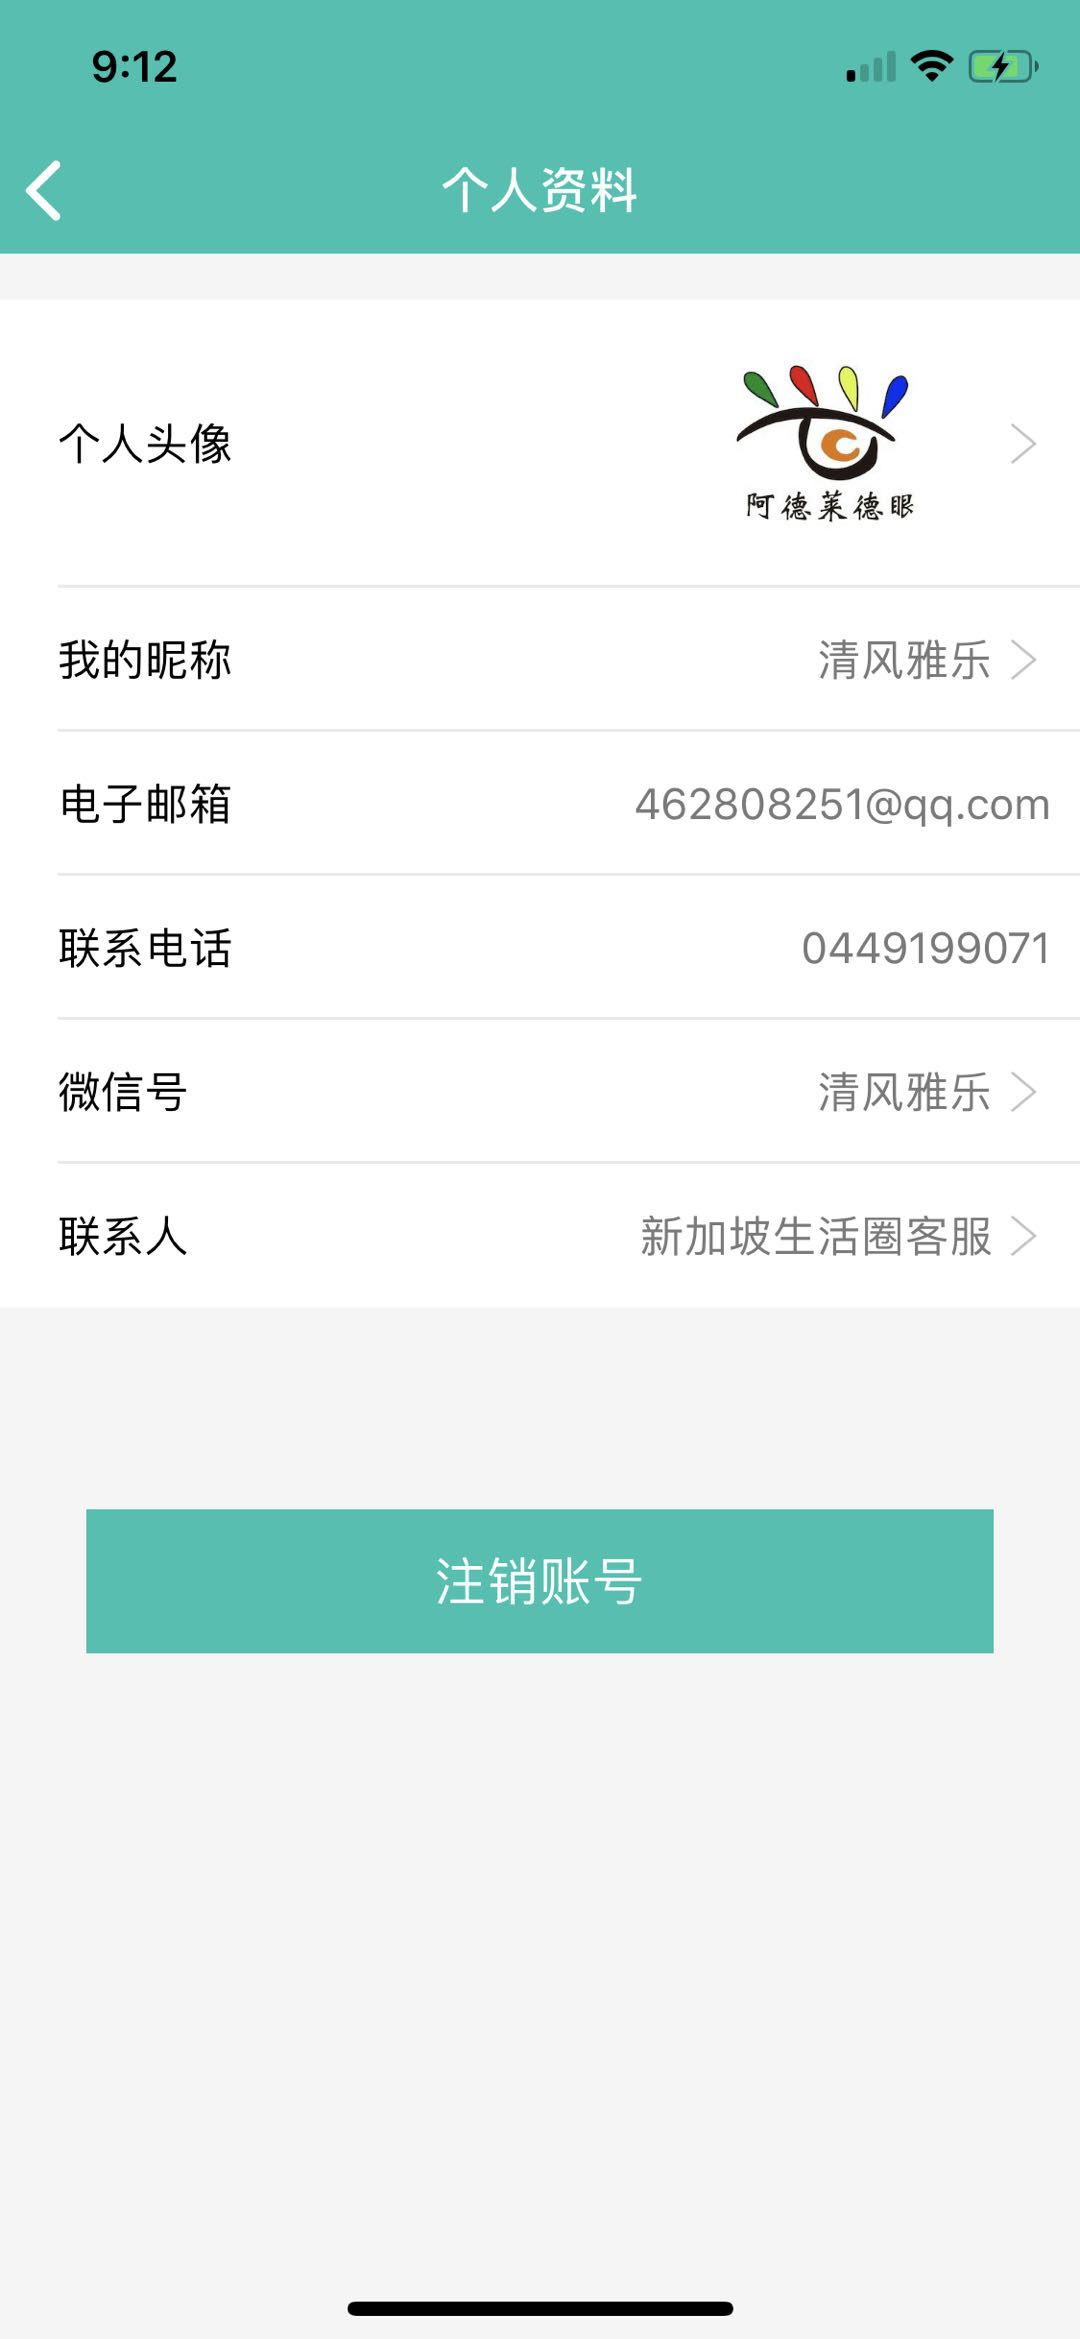 9:12
个人资料
个人头像
阿德莱德眼
我的昵称 清风雅乐
电子邮箱 462808251@qq.com
联系电话 0449199071
微信号 清风雅乐
联系人 新加坡生活圈客服
注销账号